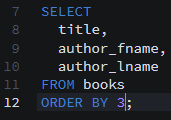 7 SELECT
8   title,
9   author_fname,
10   author_lname
11 FROM books
12 ORDER BY 3;